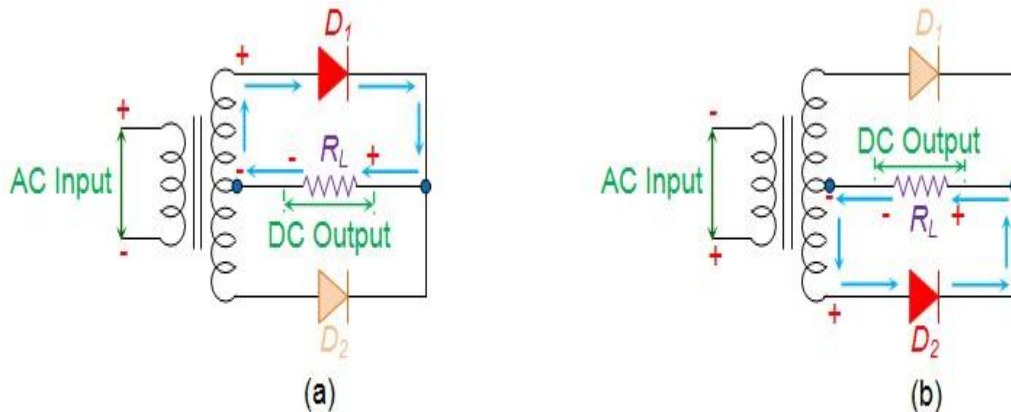 D1
+
+
- RL +
-
AC Input
DC Output
-
D2
(a)
D1
-
DC Output
AC Input
-
- +
RL
+
+
D2
(b)